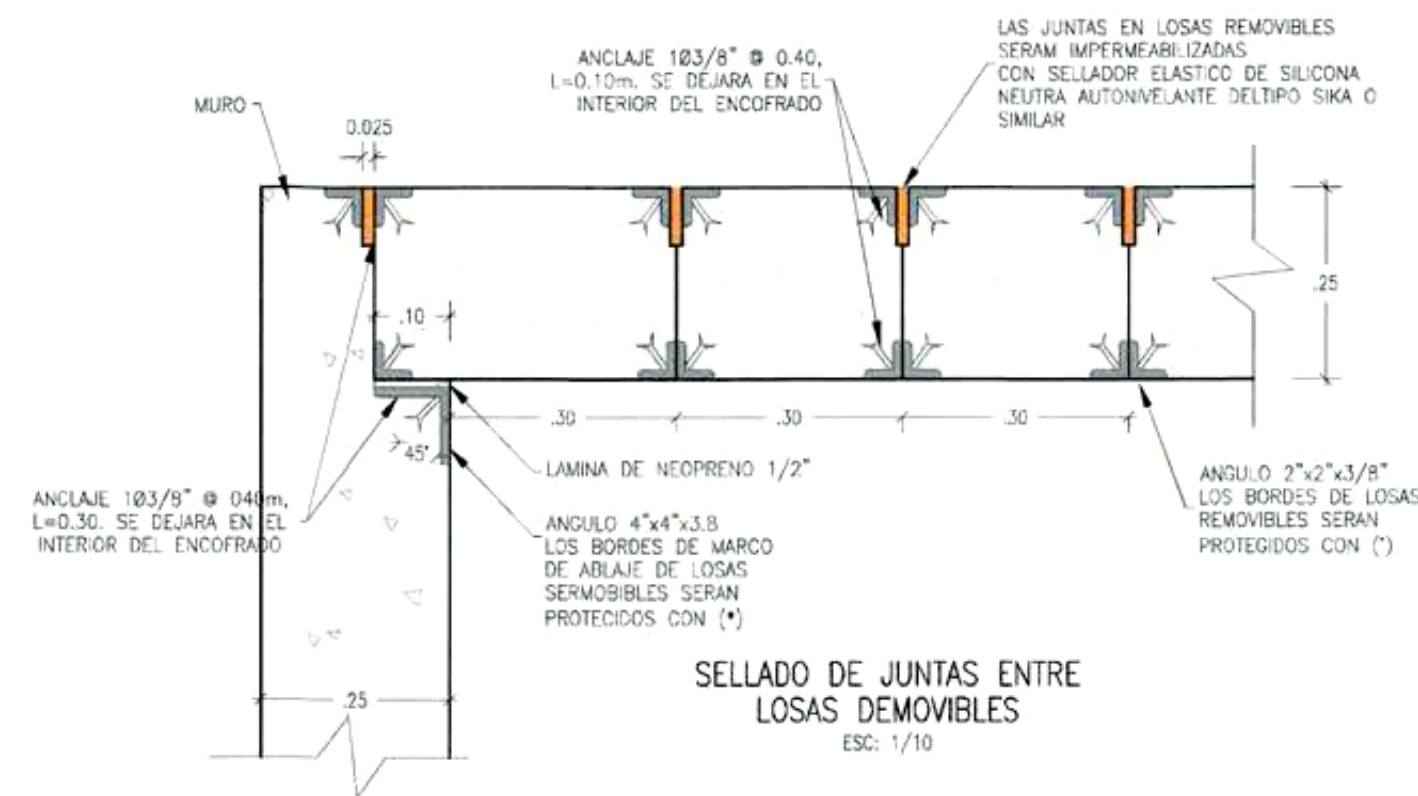 LAS JUNTAS EN LOSAS REMOVIBLES
SERAM IMPERMEABILIZADAS
CON SELLADOR ELASTICO DE SILICONA
NEUTRA AUTONIVELANTE DELTIPO SIKA O
SIMILAR
ANCLAJE 1Ø3/8" @ 0.40,
L=0.10m. SE DEJARA EN EL
INTERIOR DEL ENCOFRADO
MURO
0.025
.25
.10
.30
.30
.30
45°
LAMINA DE NEOPRENO 1/2"
ANCLAJE 1Ø3/8" @ 040m,
L=0.30. SE DEJARA EN EL
INTERIOR DEL ENCOFRADO
ANGULO 4"x4"x3.8
LOS BORDES DE MARCO
DE ABLAJE DE LOSAS
SERMOBIBLES SERAN
PROTECIDOS CON (*)
ANGULO 2"x2"x3/8"
LOS BORDES DE LOSAS
REMOVIBLES SERAN
PROTEGIDOS CON (*)
.25
SELLADO DE JUNTAS ENTRE
LOSAS DEMOVIBLES
ESC: 1/10